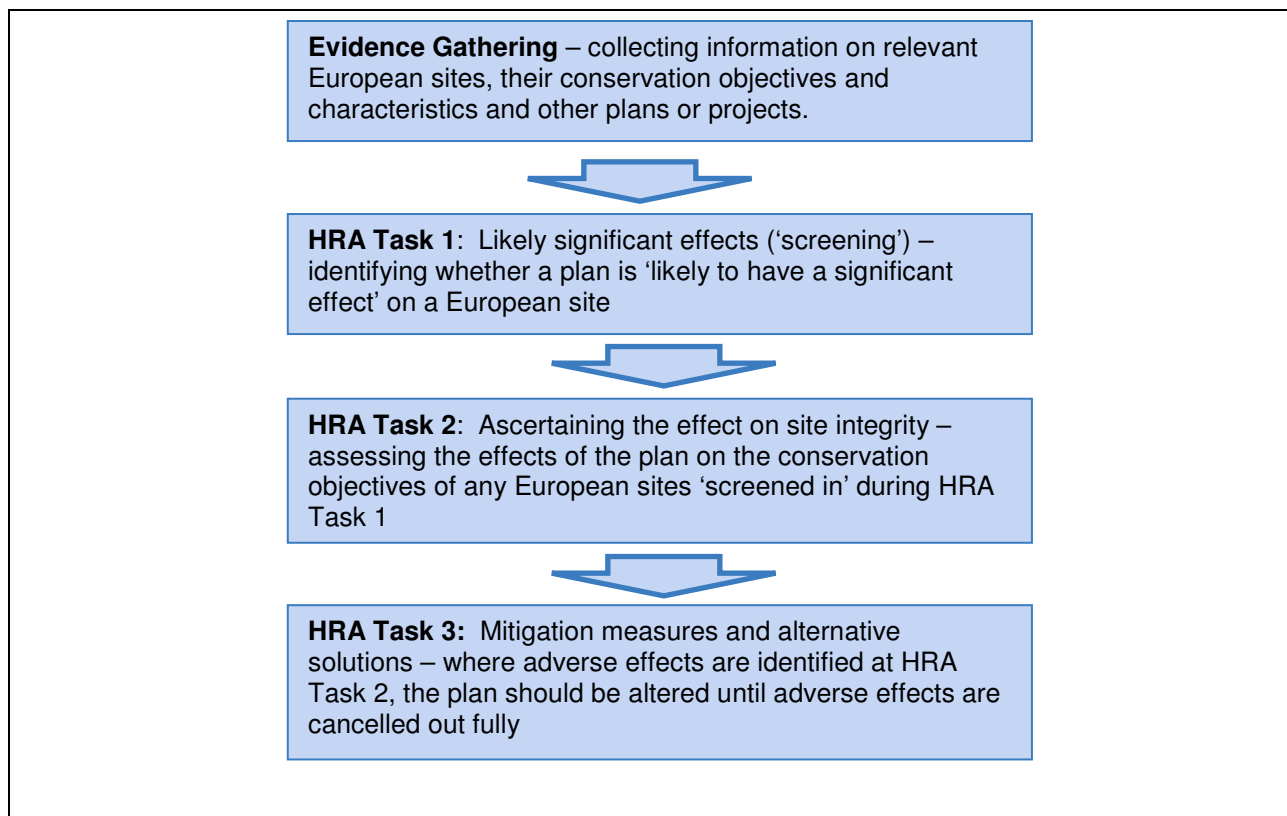 Evidence Gathering – collecting information on relevant
European sites, their conservation objectives and
characteristics and other plans or projects.
HRA Task 1:  Likely significant effects (‘screening’) –
identifying whether a plan is ‘likely to have a significant
effect’ on a European site
HRA Task 2:  Ascertaining the effect on site integrity –
assessing the effects of the plan on the conservation
objectives of any European sites ‘screened in’ during HRA
Task 1
HRA Task 3:  Mitigation measures and alternative
solutions – where adverse effects are identified at HRA
Task 2, the plan should be altered until adverse effects are
cancelled out fully